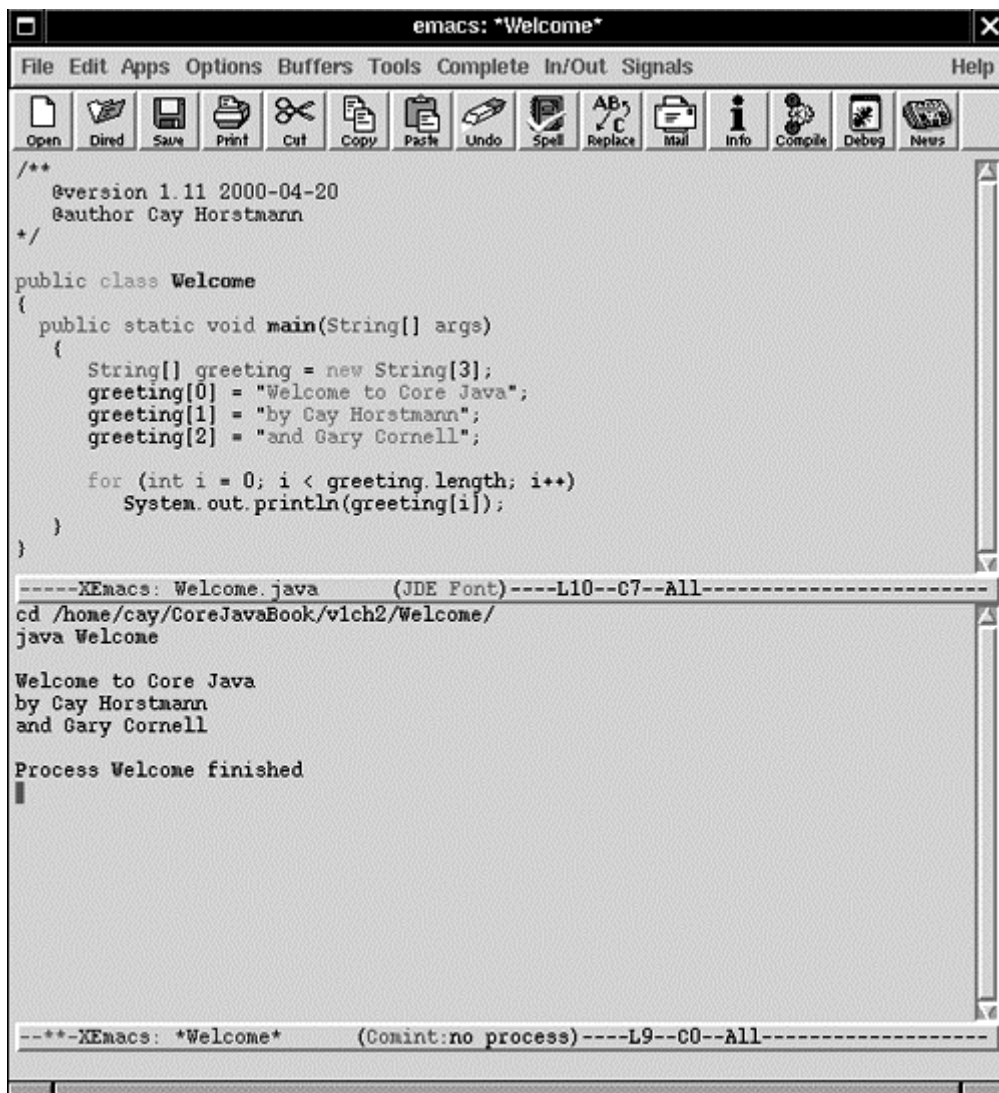 emacs: *Welcome*
File Edit Apps Options Buffers Tools Complete In/Out Signals Help
Open Dired Save Print Cut Copy Paste Undo Spell Replace Mail Info Compile Debug News
/**
   @version 1.11 2000-04-20
   @author Cay Horstmann
*/
public class Welcome
{
  public static void main(String[] args)
   {
      String[] greeting = new String[3];
      greeting[0] = "Welcome to Core Java";
      greeting[1] = "by Cay Horstmann";
      greeting[2] = "and Gary Cornell";
      for (int i = 0; i < greeting.length; i++)
         System.out.println(greeting[i]);
   }
}
-----XEmacs: Welcome.java      (JDE Font)----L10--C7--All------------------------
cd /home/cay/CoreJavaBook/v1ch2/Welcome/
java Welcome
Welcome to Core Java
by Cay Horstmann
and Gary Cornell
Process Welcome finished
--**-XEmacs: *Welcome*      (Comint:no process)----L9--C0--All-------------------